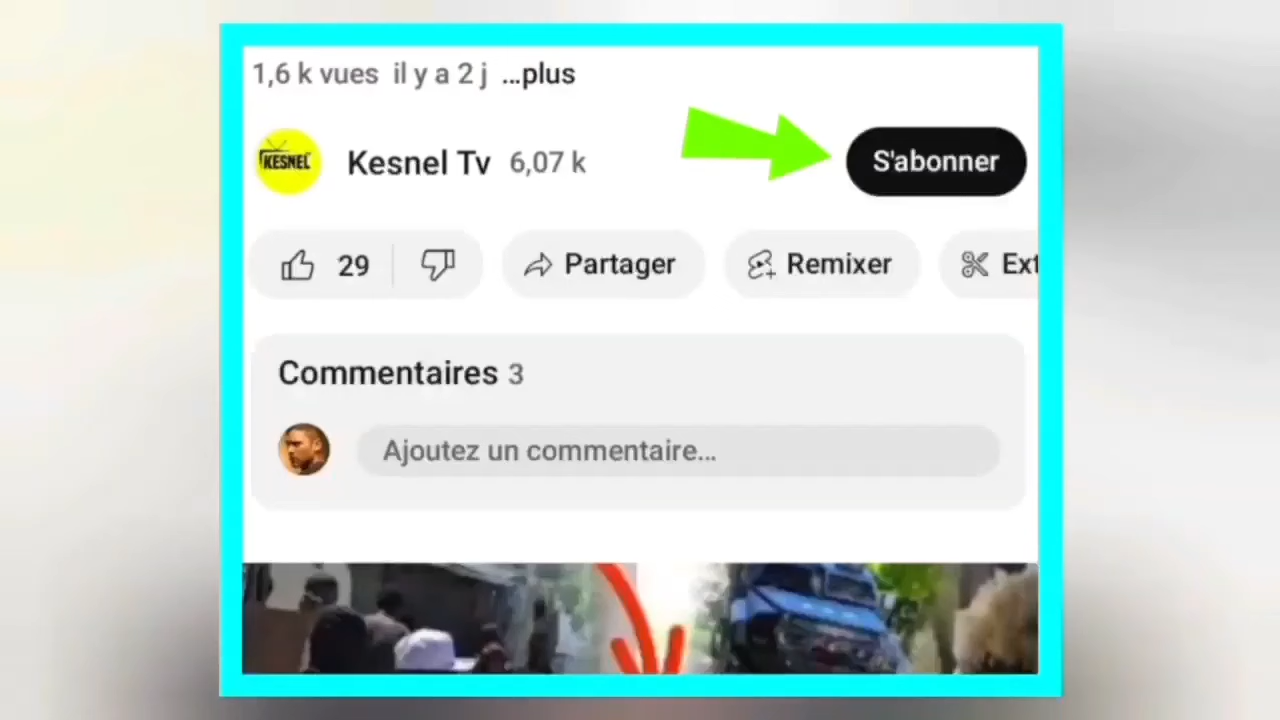 1,6 k vues il y a 2 j ...plus
KESNEL
Kesnel Tv 6,07 k
S'abonner
29
Partager
Remixer
Ext
Commentaires 3
Ajoutez un commentaire...